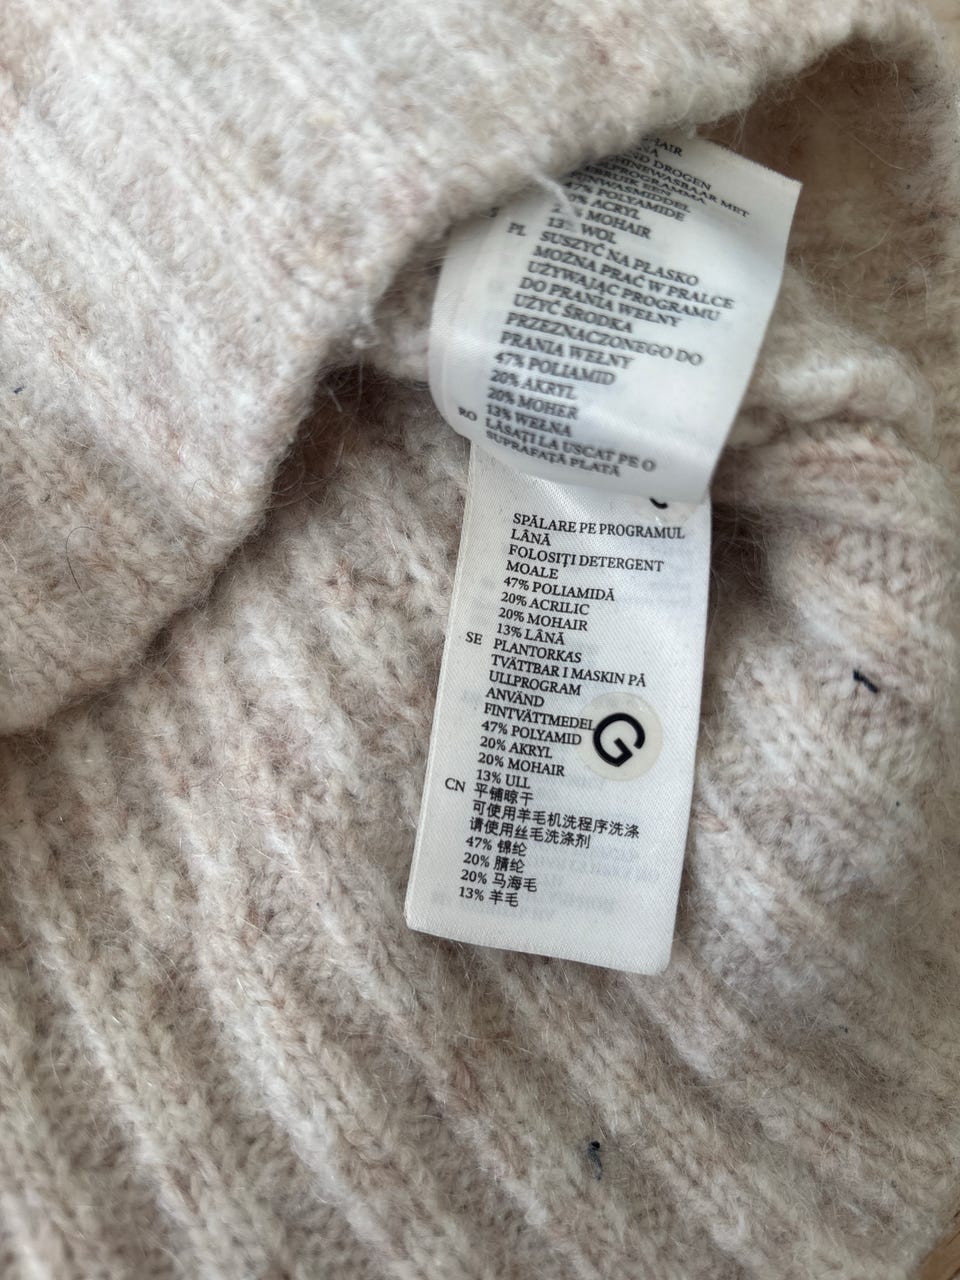 MOHAIR
DROGEN
MET
47% POLYAMIDE
ACRYL
MOHAIR
13% WOL
PL SUSZYĆ NA PŁASKO
MOŻNA PRAĆ W PRALCE
UŻYWAJĄC PROGRAMU
DO PRANIA WEŁNY
UŻYĆ ŚRODKA
PRZEZNACZONEGO DO
PRANIA WEŁNY
47% POLIAMID
20% AKRYL
20% MOHER
13% WEŁNA
RO LĂSAȚI LA USCAT PE O
SUPRAFAȚĂ PLATĂ
SPĂLARE PE PROGRAMUL
LÂNĂ
FOLOSIȚI DETERGENT
MOALE
47% POLIAMIDĂ
20% ACRILIC
20% MOHAIR
13% LÂNĂ
SE PLANTORKAS
TVÄTTBAR I MASKIN PÅ
ULLPROGRAM
ANVÄND
FINTVÄTTMEDEL
47% POLYAMID
20% AKRYL
20% MOHAIR
13% ULL
G
CN 平铺晾干
可使用羊毛机洗程序洗涤
请使用丝毛洗涤剂
47% 锦纶
20% 腈纶
20% 马海毛
13% 羊毛